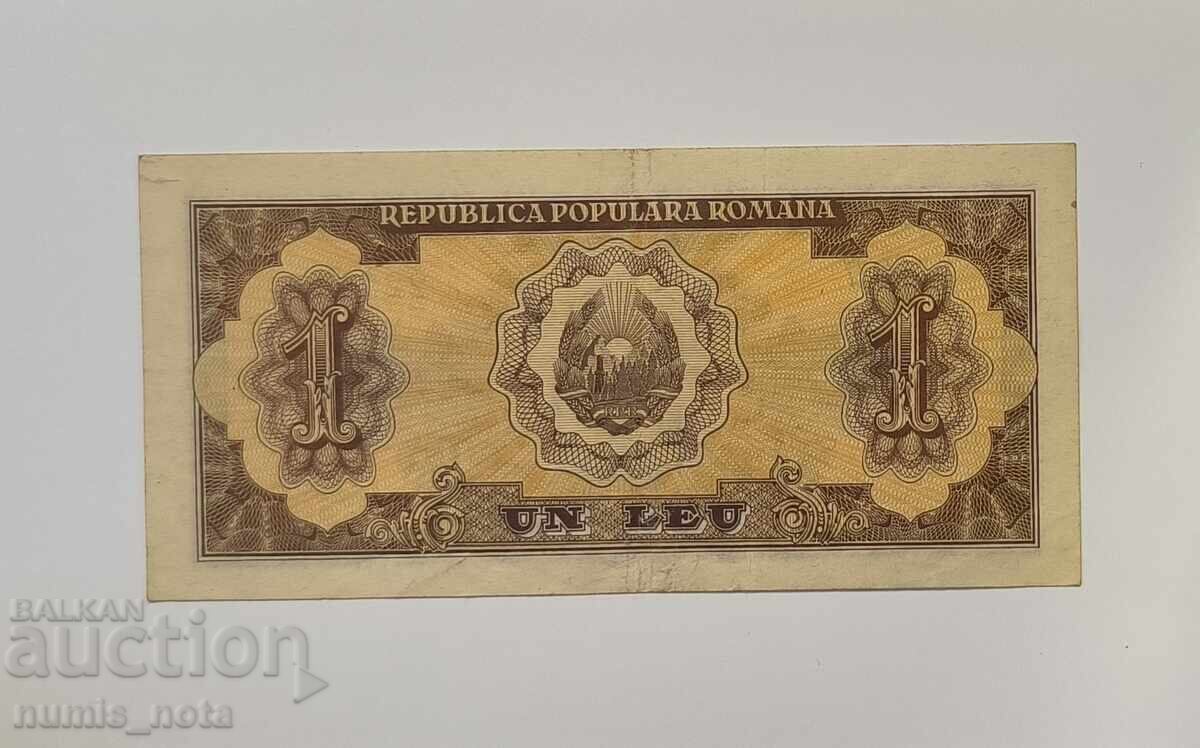 REPUBLICA POPULARA ROMANA
1 1
R.P.R.
UN LEU
BALKAN
auction
numis_nota